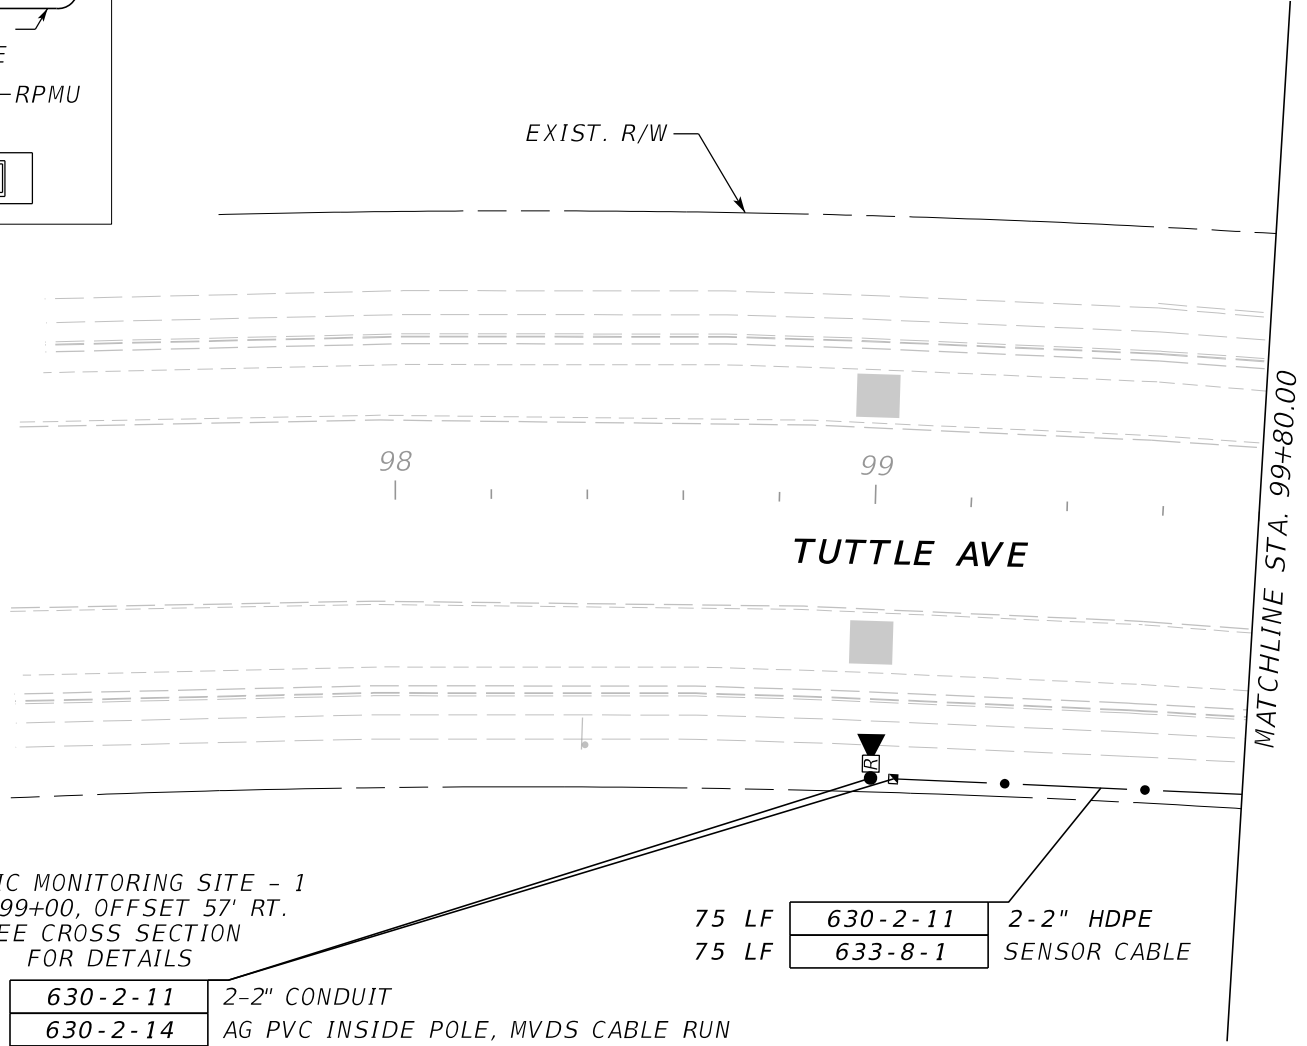 E
-RPMU
EXIST. R/W
98
99
TUTTLE AVE
MATCHLINE STA. 99+80.00
R
IC MONITORING SITE - 1
99+00, OFFSET 57' RT.
EE CROSS SECTION
FOR DETAILS
630-2-11 2-2" CONDUIT
630-2-14 AG PVC INSIDE POLE, MVDS CABLE RUN
75 LF 630-2-11 2-2" HDPE
75 LF 633-8-1 SENSOR CABLE